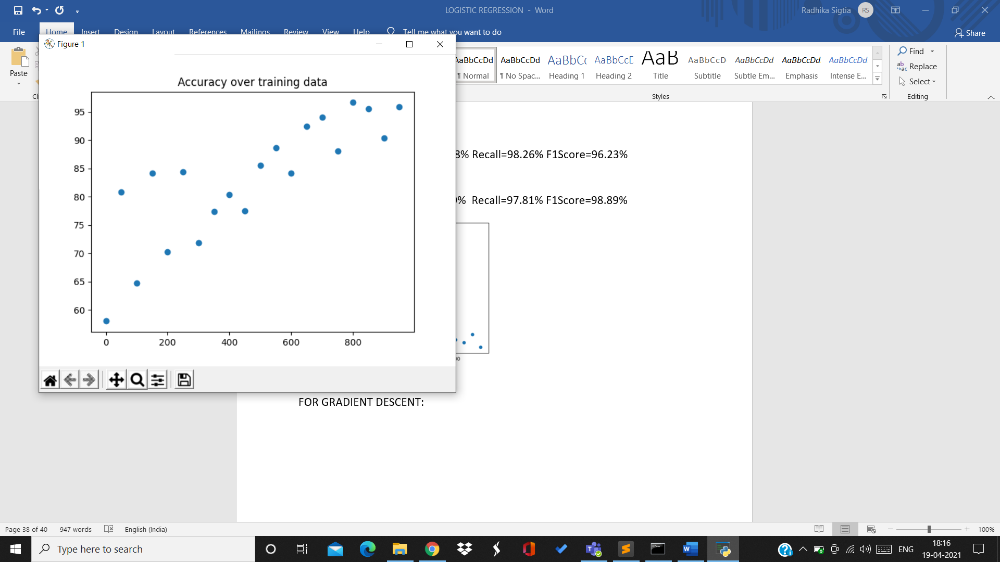 LOGISTIC REGRESSION - Word
Radhika Sigtia
RS
File
Home
Insert
Design
Layout
References
Mailings
Review
View
Help
Tell me what you want to do
Share
Figure 1
Paste
AaBbCcDd
AaBbCcDd
AaBbC
AaBbCcD
AaB
AaBbCcD
AaBbCcDd
AaBbCcDd
AaBbCcDd
¶ Normal
¶ No Spac...
Heading 1
Heading 2
Title
Subtitle
Subtle Em...
Emphasis
Intense E...
Find
Replace
Select
Styles
Editing
Accuracy over training data
95
90
85
80
75
70
65
60
0
200
400
600
800
8% Recall=98.26% F1Score=96.23%
% Recall=97.81% F1Score=98.89%
FOR GRADIENT DESCENT:
Page 38 of 40
947 words
English (India)
100%
Type here to search
ENG
18:16
19-04-2021